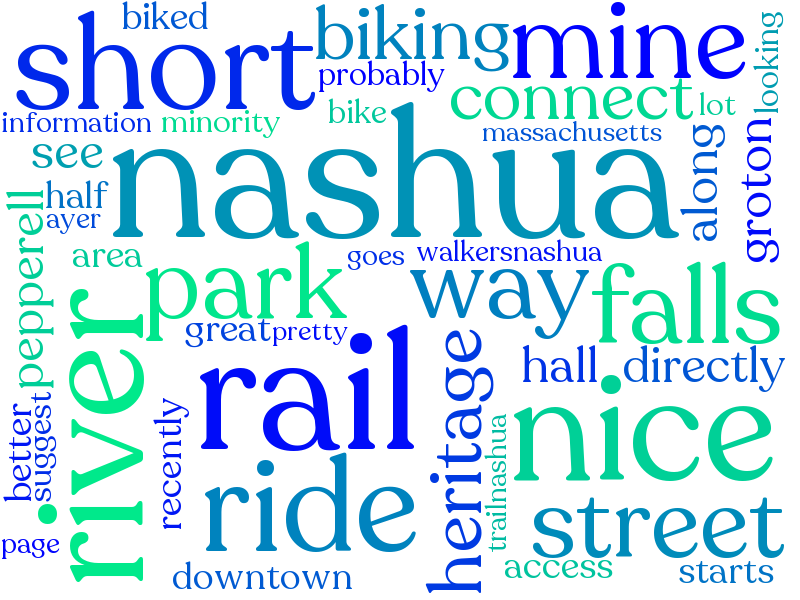 biked
short
biking
mine
probably
looking
connect
lot
information
minority
bike
massachusetts
see
nashua
along
groton
half
ayer
pepperell
area
park
goes
walkersnashua
way
falls
great
pretty
river
rail
heritage
hall
directly
nice
better
suggest
recently
ride
trailnashua
street
page
downtown
access
starts